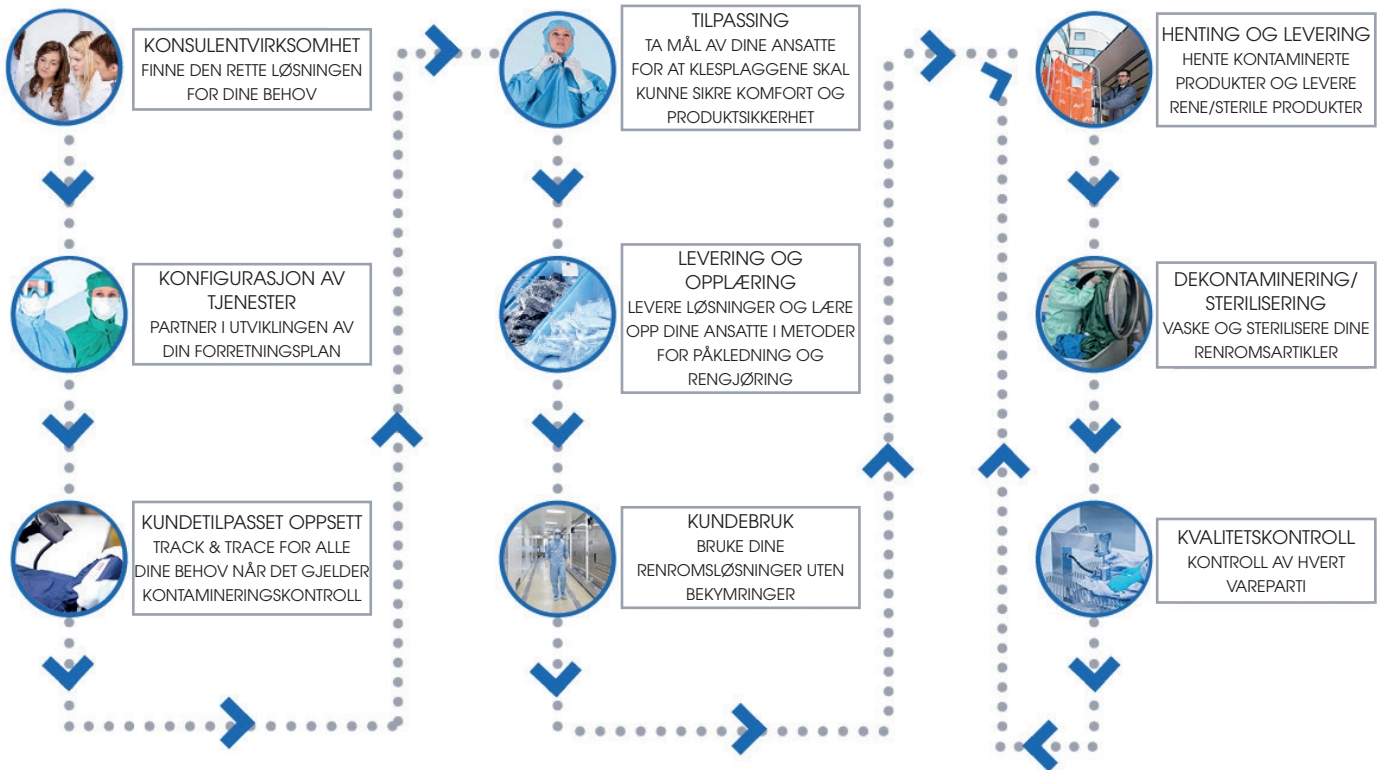 KONSULENTVIRKSOMHET
FINNE DEN RETTE LØSNINGEN
FOR DINE BEHOV
KONFIGURASJON AV
TJENESTER
PARTNER I UTVIKLINGEN AV
DIN FORRETNINGSPLAN
KUNDETILPASSET OPPSETT
TRACK & TRACE FOR ALLE
DINE BEHOV NÅR DET GJELDER
KONTAMINERINGSKONTROLL
TILPASSING
TA MÅL AV DINE ANSATTE
FOR AT KLESPLAGGENE SKAL
KUNNE SIKRE KOMFORT OG
PRODUKTSIKKERHET
LEVERING OG
OPPLÆRING
LEVERE LØSNINGER OG LÆRE
OPP DINE ANSATTE I METODER
FOR PÅKLEDNING OG
RENGJØRING
KUNDEBRUK
BRUKE DINE
RENROMSLØSNINGER UTEN
BEKYMRINGER
HENTING OG LEVERING
HENTE KONTAMINERTE
PRODUKTER OG LEVERE
RENE/STERILE PRODUKTER
DEKONTAMINERING/
STERILISERING
VASKE OG STERILISERE DINE
RENROMSARTIKLER
KVALITETSKONTROLL
KONTROLL AV HVERT
VAREPARTI